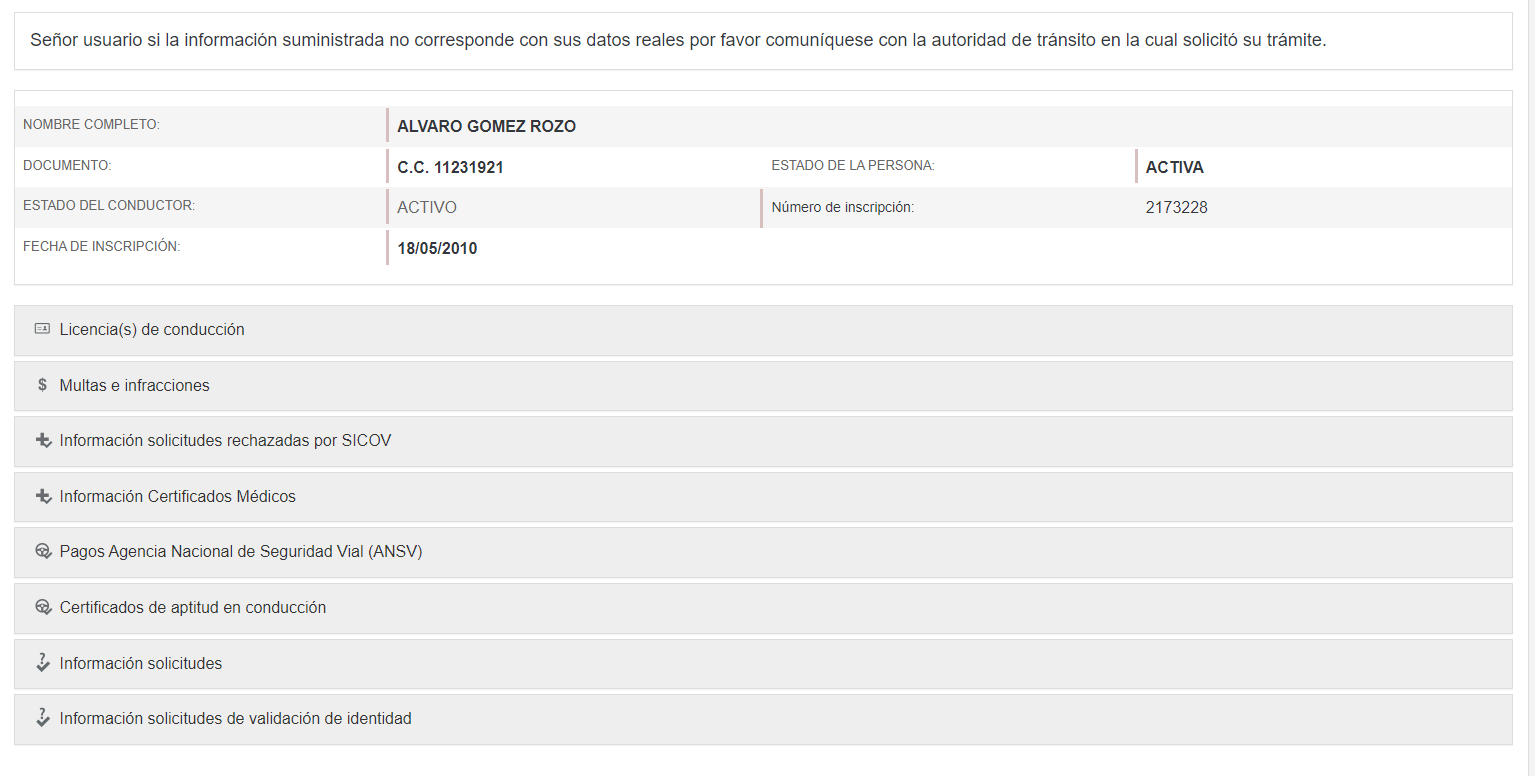 Señor usuario si la información suministrada no corresponde con sus datos reales por favor comuníquese con la autoridad de tránsito en la cual solicitó su trámite.
NOMBRE COMPLETO: ALVARO GOMEZ ROZO
DOCUMENTO: C.C. 11231921 ESTADO DE LA PERSONA: ACTIVA
ESTADO DEL CONDUCTOR: ACTIVO Número de inscripción: 2173228
FECHA DE INSCRIPCIÓN: 18/05/2010
Licencia(s) de conducción
$ Multas e infracciones
Información solicitudes rechazadas por SICOV
Información Certificados Médicos
Pagos Agencia Nacional de Seguridad Vial (ANSV)
Certificados de aptitud en conducción
Información solicitudes
Información solicitudes de validación de identidad